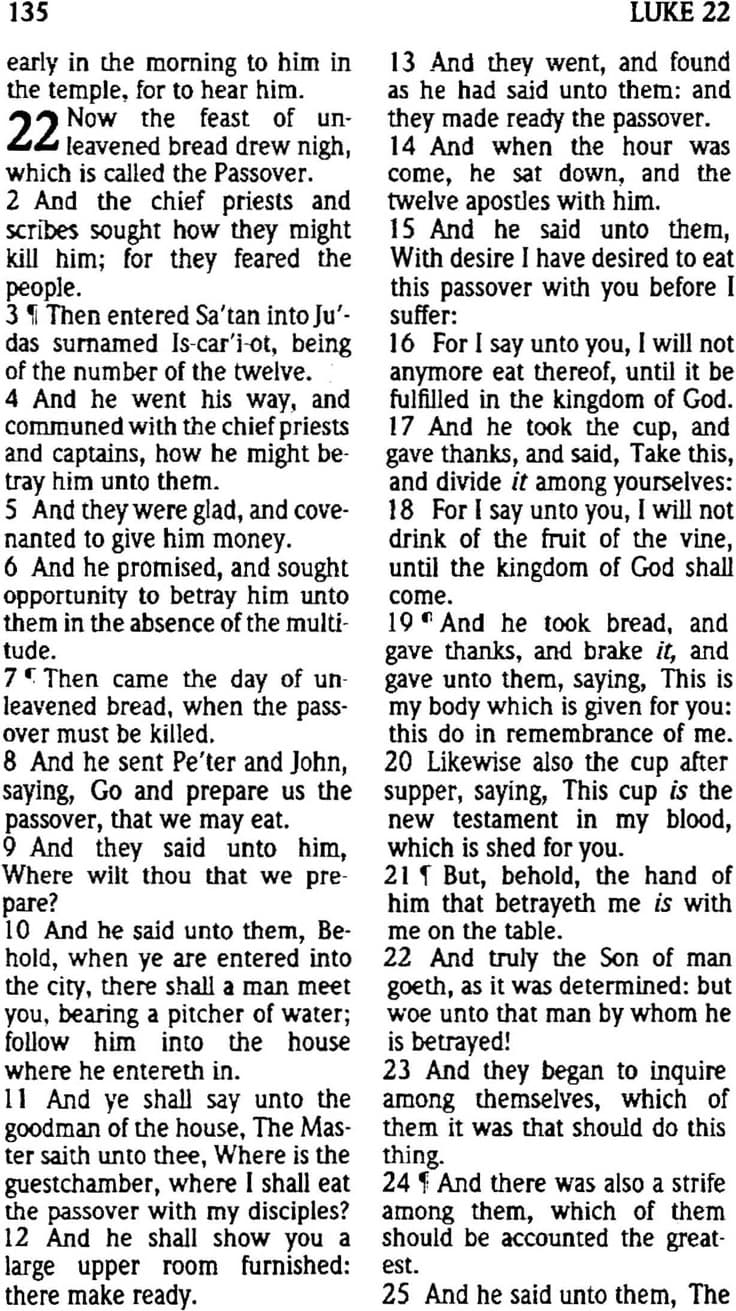 135
LUKE 22
early in the morning to him in
the temple, for to hear him.
22 Now the feast of un-
leavened bread drew nigh,
which is called the Passover.
2 And the chief priests and
scribes sought how they might
kill him; for they feared the
people.
3 ¶ Then entered Sa'tan into Ju'-
das surnamed Is-car'i-ot, being
of the number of the twelve.
4 And he went his way, and
communed with the chief priests
and captains, how he might be-
tray him unto them.
5 And they were glad, and cove-
nanted to give him money.
6 And he promised, and sought
opportunity to betray him unto
them in the absence of the multi-
tude.
7 ¶ Then came the day of un-
leavened bread, when the pass-
over must be killed.
8 And he sent Pe'ter and John,
saying, Go and prepare us the
passover, that we may eat.
9 And they said unto him,
Where wilt thou that we pre-
pare?
10 And he said unto them, Be-
hold, when ye are entered into
the city, there shall a man meet
you, bearing a pitcher of water;
follow him into the house
where he entereth in.
11 And ye shall say unto the
goodman of the house, The Mas-
ter saith unto thee, Where is the
guestchamber, where I shall eat
the passover with my disciples?
12 And he shall show you a
large upper room furnished:
there make ready.
13 And they went, and found
as he had said unto them: and
they made ready the passover.
14 And when the hour was
come, he sat down, and the
twelve apostles with him.
15 And he said unto them,
With desire I have desired to eat
this passover with you before I
suffer:
16 For I say unto you, I will not
anymore eat thereof, until it be
fulfilled in the kingdom of God.
17 And he took the cup, and
gave thanks, and said, Take this,
and divide it among yourselves:
18 For I say unto you, I will not
drink of the fruit of the vine,
until the kingdom of God shall
come.
19 ¶ And he took bread, and
gave thanks, and brake it, and
gave unto them, saying, This is
my body which is given for you:
this do in remembrance of me.
20 Likewise also the cup after
supper, saying, This cup is the
new testament in my blood,
which is shed for you.
21 ¶ But, behold, the hand of
him that betrayeth me is with
me on the table.
22 And truly the Son of man
goeth, as it was determined: but
woe unto that man by whom he
is betrayed!
23 And they began to inquire
among themselves, which of
them it was that should do this
thing.
24 ¶ And there was also a strife
among them, which of them
should be accounted the great-
est.
25 And he said unto them, The